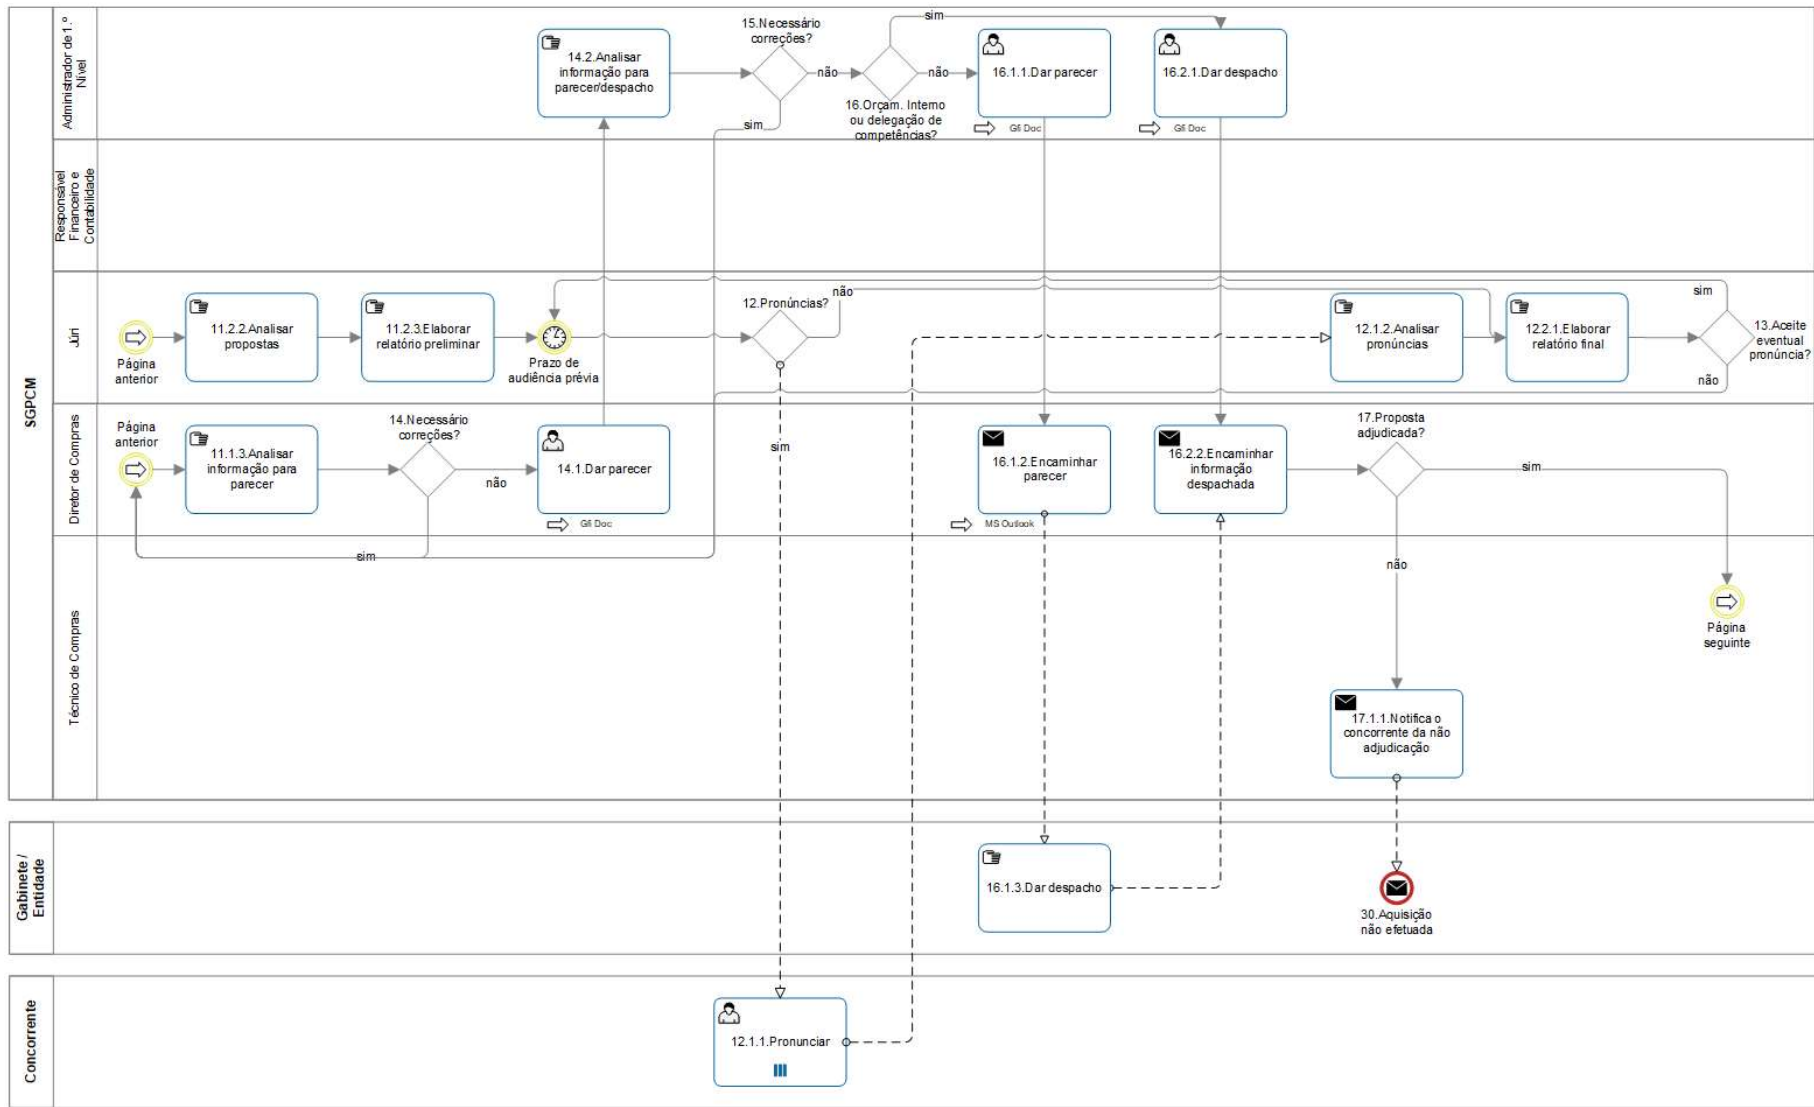 SGPCM
Administrador de 1.º
Nível
14.2.Analisar
informação para
parecer/despacho
15.Necessário
correções?
não
sim
16.Orçam. Interno
ou delegação de
competências?
sim
não
16.1.1.Dar parecer
Gfi Doc
16.2.1.Dar despacho
Gfi Doc
Responsável
Financeiro e
Contabilidade
Júri
Página
anterior
11.2.2.Analisar
propostas
11.2.3.Elaborar
relatório preliminar
Prazo de
audiência prévia
12.Pronúncias?
não
sim
12.1.2.Analisar
pronúncias
12.2.1.Elaborar
relatório final
sim
13.Aceite
eventual
pronúncia?
não
Diretor de Compras
Página
anterior
11.1.3.Analisar
informação para
parecer
14.Necessário
correções?
não
sim
14.1.Dar parecer
Gfi Doc
16.1.2.Encaminhar
parecer
MS Outlook
16.2.2.Encaminhar
informação
despachada
17.Proposta
adjudicada?
sim
não
Técnico de Compras
Página
seguinte
17.1.1.Notifica o
concorrente da não
adjudicação
Gabinete /
Entidade
16.1.3.Dar despacho
30.Aquisição
não efetuada
Concorrente
12.1.1.Pronunciar